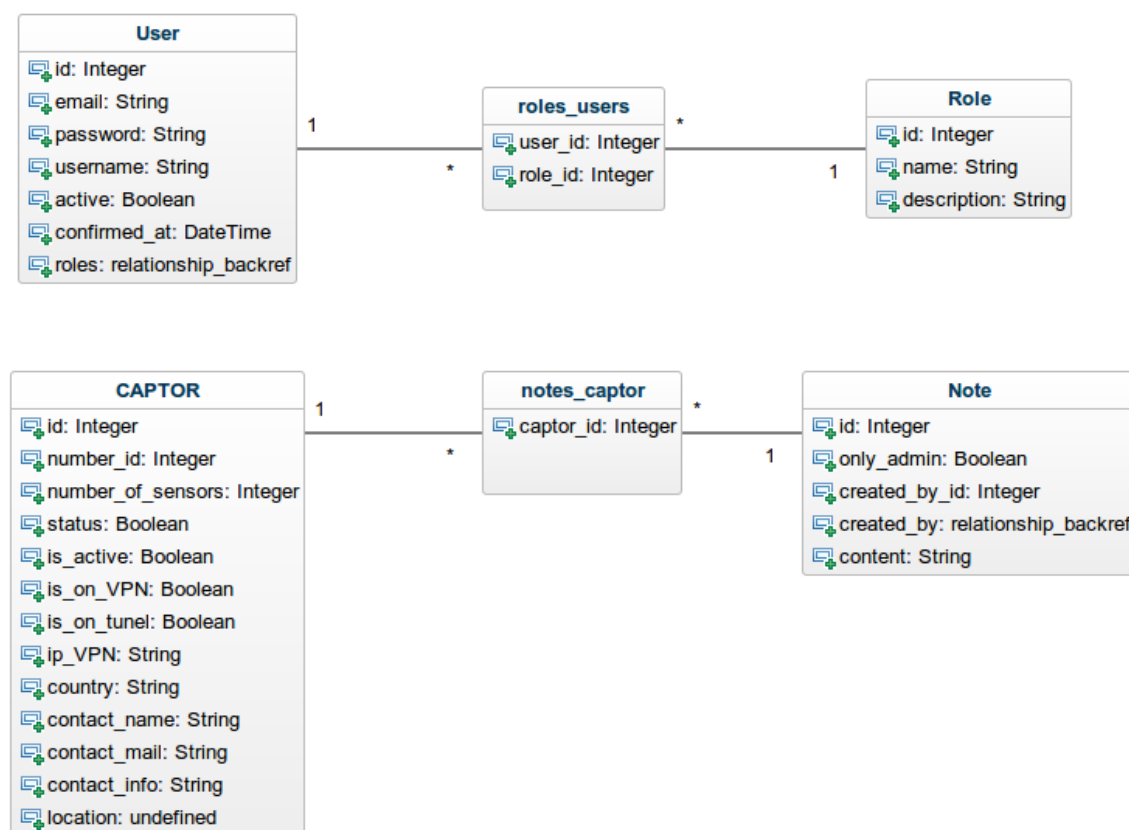 User
id: Integer
email: String
password: String
username: String
active: Boolean
confirmed_at: DateTime
roles: relationship_backref
1
*
roles_users
user_id: Integer
role_id: Integer
*
1
Role
id: Integer
name: String
description: String
CAPTOR
id: Integer
number_id: Integer
number_of_sensors: Integer
status: Boolean
is_active: Boolean
is_on_VPN: Boolean
is_on_tunel: Boolean
ip_VPN: String
country: String
contact_name: String
contact_mail: String
contact_info: String
location: undefined
1
*
notes_captor
captor_id: Integer
*
1
Note
id: Integer
only_admin: Boolean
created_by_id: Integer
created_by: relationship_backref
content: String